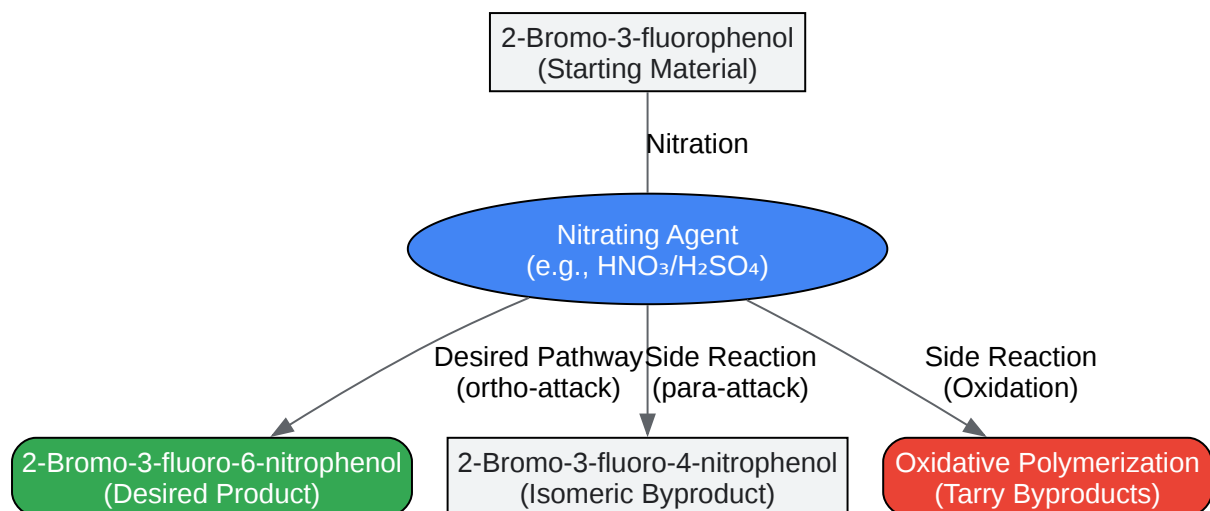 2-Bromo-3-fluorophenol
(Starting Material)
Nitration
Nitrating Agent
(e.g., HNO₃/H₂SO₄)
Desired Pathway
(ortho-attack)
Side Reaction
(para-attack)
Side Reaction
(Oxidation)
2-Bromo-3-fluoro-6-nitrophenol
(Desired Product)
2-Bromo-3-fluoro-4-nitrophenol
(Isomeric Byproduct)
Oxidative Polymerization
(Tarry Byproducts)